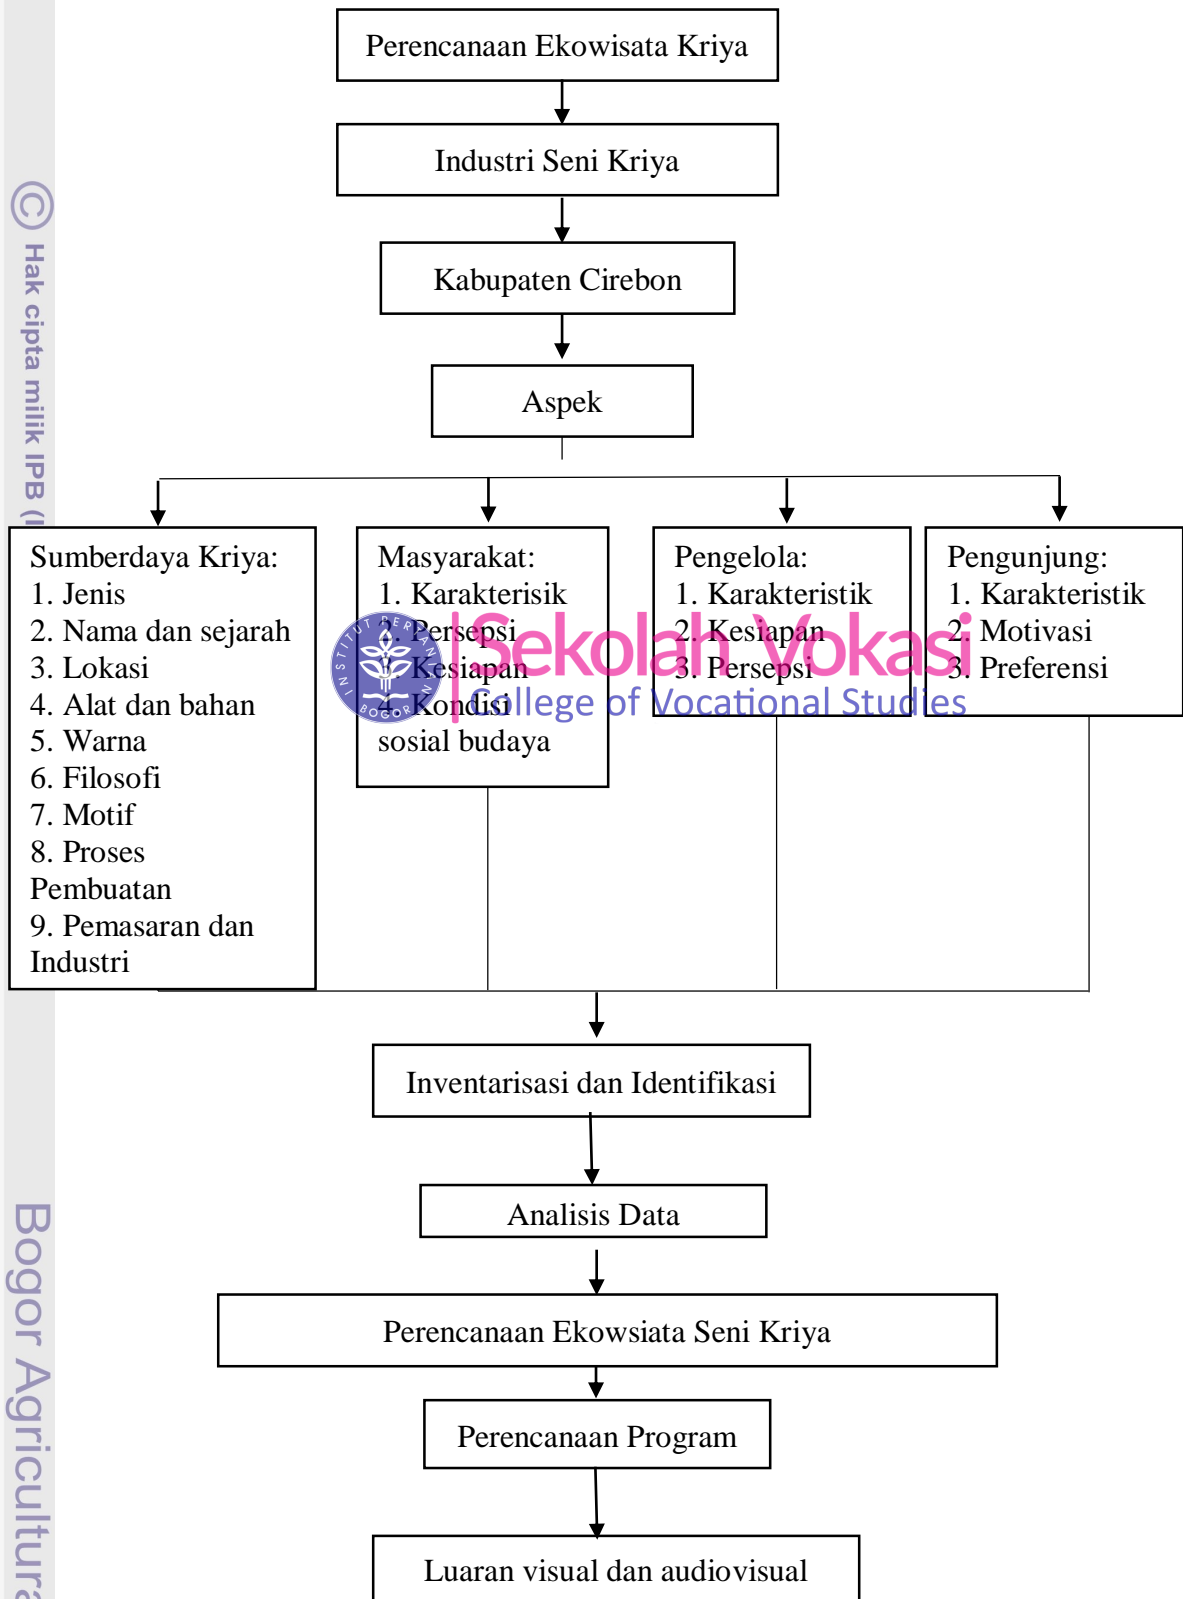 Perencanaan Ekowisata Kriya
Industri Seni Kriya
Kabupaten Cirebon
Aspek
Sumberdaya Kriya:
1. Jenis
2. Nama dan sejarah
3. Lokasi
4. Alat dan bahan
5. Warna
6. Filosofi
7. Motif
8. Proses
Pembuatan
9. Pemasaran dan
Industri
Masyarakat:
1. Karakterisik
2. Persepsi
3. Kesiapan
4. Kondisi
sosial budaya
Pengelola:
1. Karakteristik
2. Kesiapan
3. Persepsi
Pengunjung:
1. Karakteristik
2. Motivasi
3. Preferensi
INSTITUT PERTANIAN
BOGOR
Sekolah Vokasi
College of Vocational Studies
Inventarisasi dan Identifikasi
Analisis Data
Perencanaan Ekowsiata Seni Kriya
Perencanaan Program
Luaran visual dan audiovisual
© Hak cipta milik IPB
Bogor Agricultura